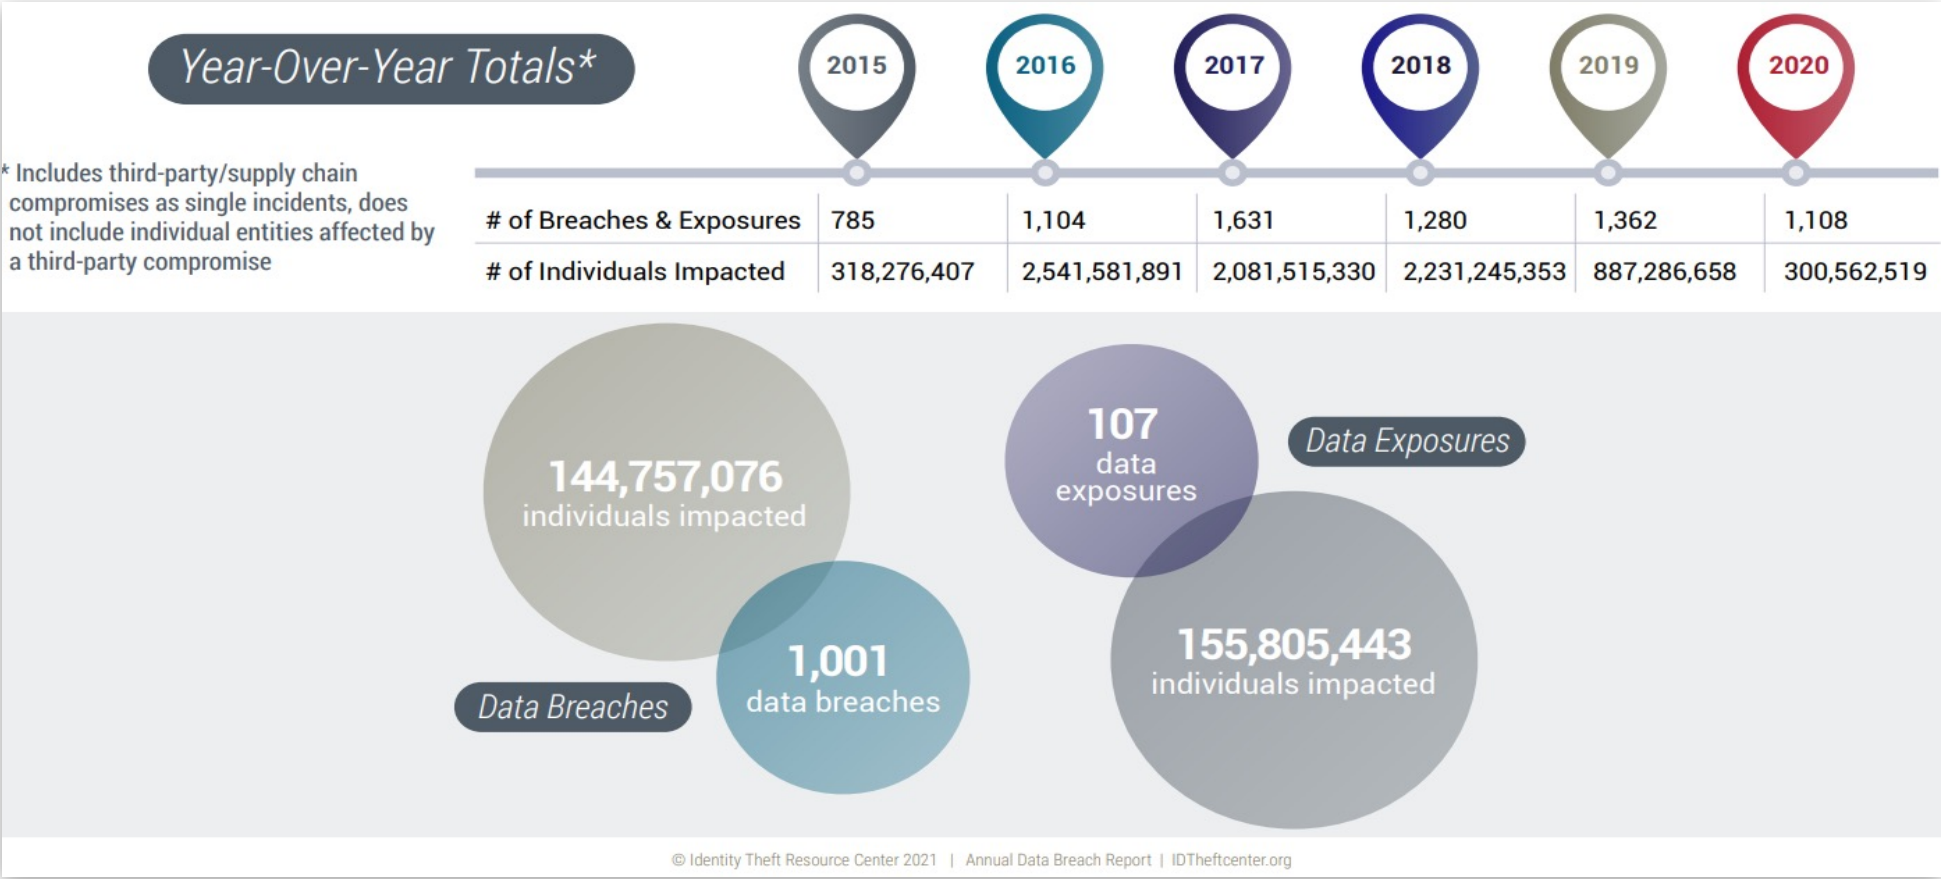 Year-Over-Year Totals*
2015 2016 2017 2018 2019 2020
* Includes third-party/supply chain
compromises as single incidents, does
not include individual entities affected by
a third-party compromise
# of Breaches & Exposures 785 1,104 1,631 1,280 1,362 1,108
# of Individuals Impacted 318,276,407 2,541,581,891 2,081,515,330 2,231,245,353 887,286,658 300,562,519
144,757,076
individuals impacted
1,001
data breaches
Data Breaches
107
data
exposures
Data Exposures
155,805,443
individuals impacted
© Identity Theft Resource Center 2021 | Annual Data Breach Report | IDTheftcenter.org